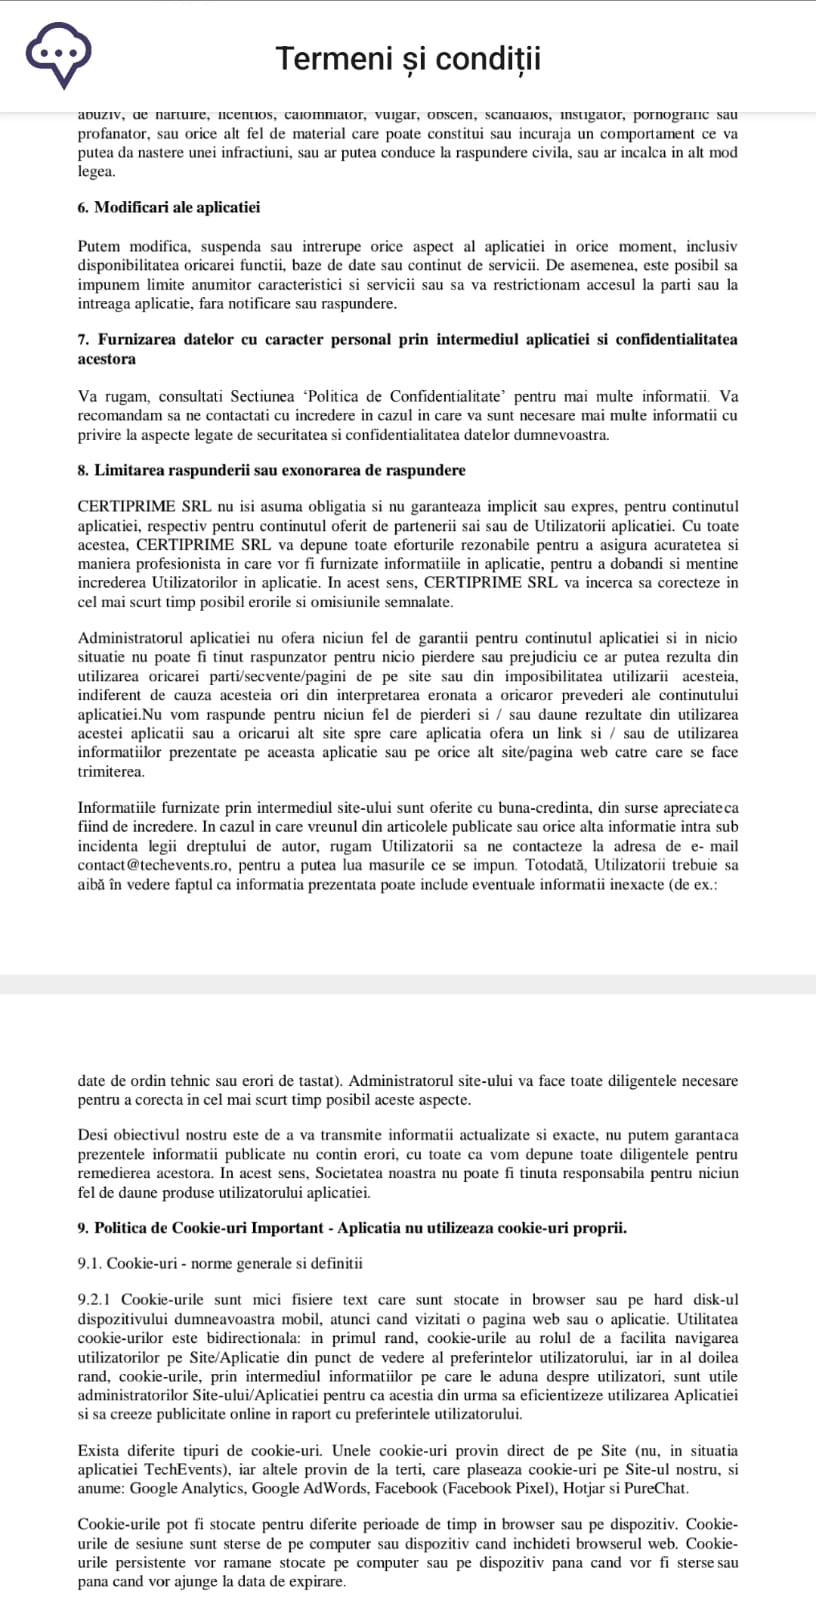 Termeni și condiții
abuziv, de hartuire, licentios, calomniator, vulgar, obscen, scandalos, instigator, pornografic sau
profanator, sau orice alt fel de material care poate constitui sau incuraja un comportament ce va
putea da nastere unei infractiuni, sau ar putea conduce la raspundere civila, sau ar incalca in alt mod
legea.
6. Modificari ale aplicatiei
Putem modifica, suspenda sau intrerupe orice aspect al aplicatiei in orice moment, inclusiv
disponibilitatea oricarei functii, baze de date sau continut de servicii. De asemenea, este posibil sa
impunem limite anumitor caracteristici si servicii sau sa va restrictionam accesul la parti sau la
intreaga aplicatie, fara notificare sau raspundere.
7. Furnizarea datelor cu caracter personal prin intermediul aplicatiei si confidentialitatea
acestora
Va rugam, consultati Sectiunea ‘Politica de Confidentialitate’ pentru mai multe informatii. Va
recomandam sa ne contactati cu incredere in cazul in care va sunt necesare mai multe informatii cu
privire la aspecte legate de securitatea si confidentialitatea datelor dumnevoastra.
8. Limitarea raspunderii sau exonorarea de raspundere
CERTIPRIME SRL nu isi asuma obligatia si nu garanteaza implicit sau expres, pentru continutul
aplicatiei, respectiv pentru continutul oferit de partenerii sai sau de Utilizatorii aplicatiei. Cu toate
acestea, CERTIPRIME SRL va depune toate eforturile rezonabile pentru a asigura acuratetea si
maniera profesionista in care vor fi furnizate informatiile in aplicatie, pentru a dobandi si mentine
increderea Utilizatorilor in aplicatie. In acest sens, CERTIPRIME SRL va incerca sa corecteze in
cel mai scurt timp posibil erorile si omisiunile semnalate.
Administratorul aplicatiei nu ofera niciun fel de garantii pentru continutul aplicatiei si in nicio
situatie nu poate fi tinut raspunzator pentru nicio pierdere sau prejudiciu ce ar putea rezulta din
utilizarea oricarei parti/secvente/pagini de pe site sau din imposibilitatea utilizarii acesteia,
indiferent de cauza acesteia ori din interpretarea eronata a oricaror prevederi ale continutului
aplicatiei.Nu vom raspunde pentru niciun fel de pierderi si / sau daune rezultate din utilizarea
acestei aplicatii sau a oricarui alt site spre care aplicatia ofera un link si / sau de utilizarea
informatiilor prezentate pe aceasta aplicatie sau pe orice alt site/pagina web catre care se face
trimiterea.
Informatiile furnizate prin intermediul site-ului sunt oferite cu buna-credinta, din surse apreciateca
fiind de incredere. In cazul in care vreunul din articolele publicate sau orice alta informatie intra sub
incidenta legii dreptului de autor, rugam Utilizatorii sa ne contacteze la adresa de e- mail
contact@techevents.ro, pentru a putea lua masurile ce se impun. Totodată, Utilizatorii trebuie sa
aibă în vedere faptul ca informatia prezentata poate include eventuale informatii inexacte (de ex.:
date de ordin tehnic sau erori de tastat). Administratorul site-ului va face toate diligentele necesare
pentru a corecta in cel mai scurt timp posibil aceste aspecte.
Desi obiectivul nostru este de a va transmite informatii actualizate si exacte, nu putem garantaca
prezentele informatii publicate nu contin erori, cu toate ca vom depune toate diligentele pentru
remedierea acestora. In acest sens, Societatea noastra nu poate fi tinuta responsabila pentru niciun
fel de daune produse utilizatorului aplicatiei.
9. Politica de Cookie-uri Important - Aplicatia nu utilizeaza cookie-uri proprii.
9.1. Cookie-uri - norme generale si definitii
9.2.1 Cookie-urile sunt mici fisiere text care sunt stocate in browser sau pe hard disk-ul
dispozitivului dumneavoastra mobil, atunci cand vizitati o pagina web sau o aplicatie. Utilitatea
cookie-urilor este bidirectionala: in primul rand, cookie-urile au rolul de a facilita navigarea
utilizatorilor pe Site/Aplicatie din punct de vedere al preferintelor utilizatorului, iar in al doilea
rand, cookie-urile, prin intermediul informatiilor pe care le aduna despre utilizatori, sunt utile
administratorilor Site-ului/Aplicatiei pentru ca acestia din urma sa eficientizeze utilizarea Aplicatiei
si sa creeze publicitate online in raport cu preferintele utilizatorului.
Exista diferite tipuri de cookie-uri. Unele cookie-uri provin direct de pe Site (nu, in situatia
aplicatiei TechEvents), iar altele provin de la terti, care plaseaza cookie-uri pe Site-ul nostru, si
anume: Google Analytics, Google AdWords, Facebook (Facebook Pixel), Hotjar si PureChat.
Cookie-urile pot fi stocate pentru diferite perioade de timp in browser sau pe dispozitiv. Cookie-
urile de sesiune sunt sterse de pe computer sau dispozitiv cand inchideti browserul web. Cookie-
urile persistente vor ramane stocate pe computer sau pe dispozitiv pana cand vor fi sterse sau
pana cand vor ajunge la data de expirare.